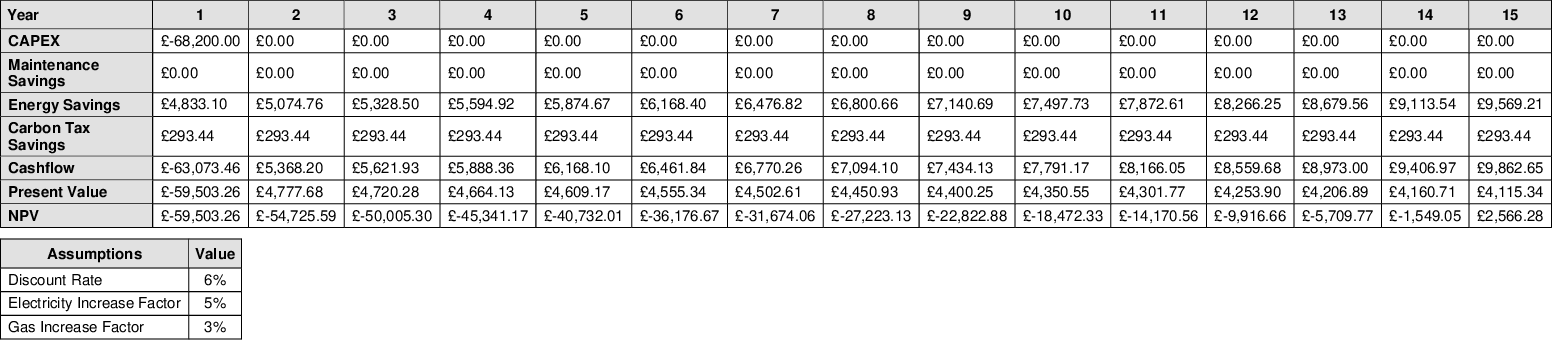 Year 1 2 3 4 5 6 7 8 9 10 11 12 13 14 15
CAPEX £-68,200.00 £0.00 £0.00 £0.00 £0.00 £0.00 £0.00 £0.00 £0.00 £0.00 £0.00 £0.00 £0.00 £0.00 £0.00
Maintenance
Savings £0.00 £0.00 £0.00 £0.00 £0.00 £0.00 £0.00 £0.00 £0.00 £0.00 £0.00 £0.00 £0.00 £0.00 £0.00
Energy Savings £4,833.10 £5,074.76 £5,328.50 £5,594.92 £5,874.67 £6,168.40 £6,476.82 £6,800.66 £7,140.69 £7,497.73 £7,872.61 £8,266.25 £8,679.56 £9,113.54 £9,569.21
Carbon Tax
Savings £293.44 £293.44 £293.44 £293.44 £293.44 £293.44 £293.44 £293.44 £293.44 £293.44 £293.44 £293.44 £293.44 £293.44 £293.44
Cashflow £-63,073.46 £5,368.20 £5,621.93 £5,888.36 £6,168.10 £6,461.84 £6,770.26 £7,094.10 £7,434.13 £7,791.17 £8,166.05 £8,559.68 £8,973.00 £9,406.97 £9,862.65
Present Value £-59,503.26 £4,777.68 £4,720.28 £4,664.13 £4,609.17 £4,555.34 £4,502.61 £4,450.93 £4,400.25 £4,350.55 £4,301.77 £4,253.90 £4,206.89 £4,160.71 £4,115.34
NPV £-59,503.26 £-54,725.59 £-50,005.30 £-45,341.17 £-40,732.01 £-36,176.67 £-31,674.06 £-27,223.13 £-22,822.88 £-18,472.33 £-14,170.56 £-9,916.66 £-5,709.77 £-1,549.05 £2,566.28
Assumptions Value
Discount Rate 6%
Electricity Increase Factor 5%
Gas Increase Factor 3%